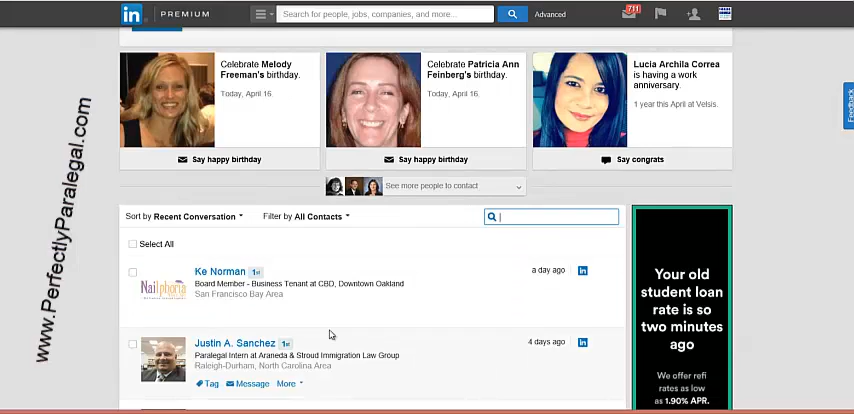 in PREMIUM Search for people, jobs, companies, and more... Advanced 711
Celebrate Melody
Freeman's birthday.
Today, April 16.
Say happy birthday
Celebrate Patricia Ann
Feinberg's birthday.
Today, April 16.
Say happy birthday
Lucia Archila Correa
is having a work
anniversary.
1 year this April at Velsis.
Say congrats
Feedback
www.PerfectlyParalegal.com
See more people to contact
Sort by Recent Conversation Filter by All Contacts
Select All
Nailphoria
Ke Norman 1st a day ago in
Board Member - Business Tenant at CBD, Downtown Oakland
San Francisco Bay Area
Justin A. Sanchez 1st 4 days ago in
Paralegal Intern at Araneda & Stroud Immigration Law Group
Raleigh-Durham, North Carolina Area
Tag Message More
Your old
student loan
rate is so
two minutes
ago
We offer refi
rates as low
as 1.90% APR.